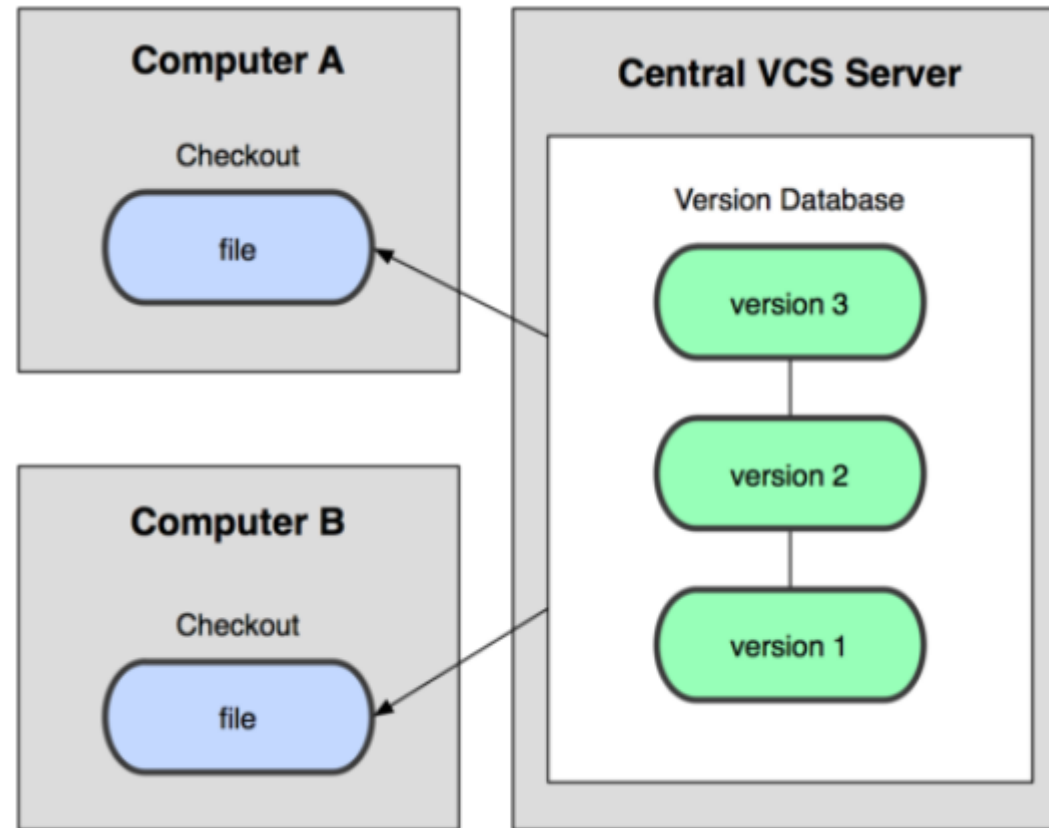 Computer A
Checkout
file
Computer B
Checkout
file
Central VCS Server
Version Database
version 3
version 2
version 1